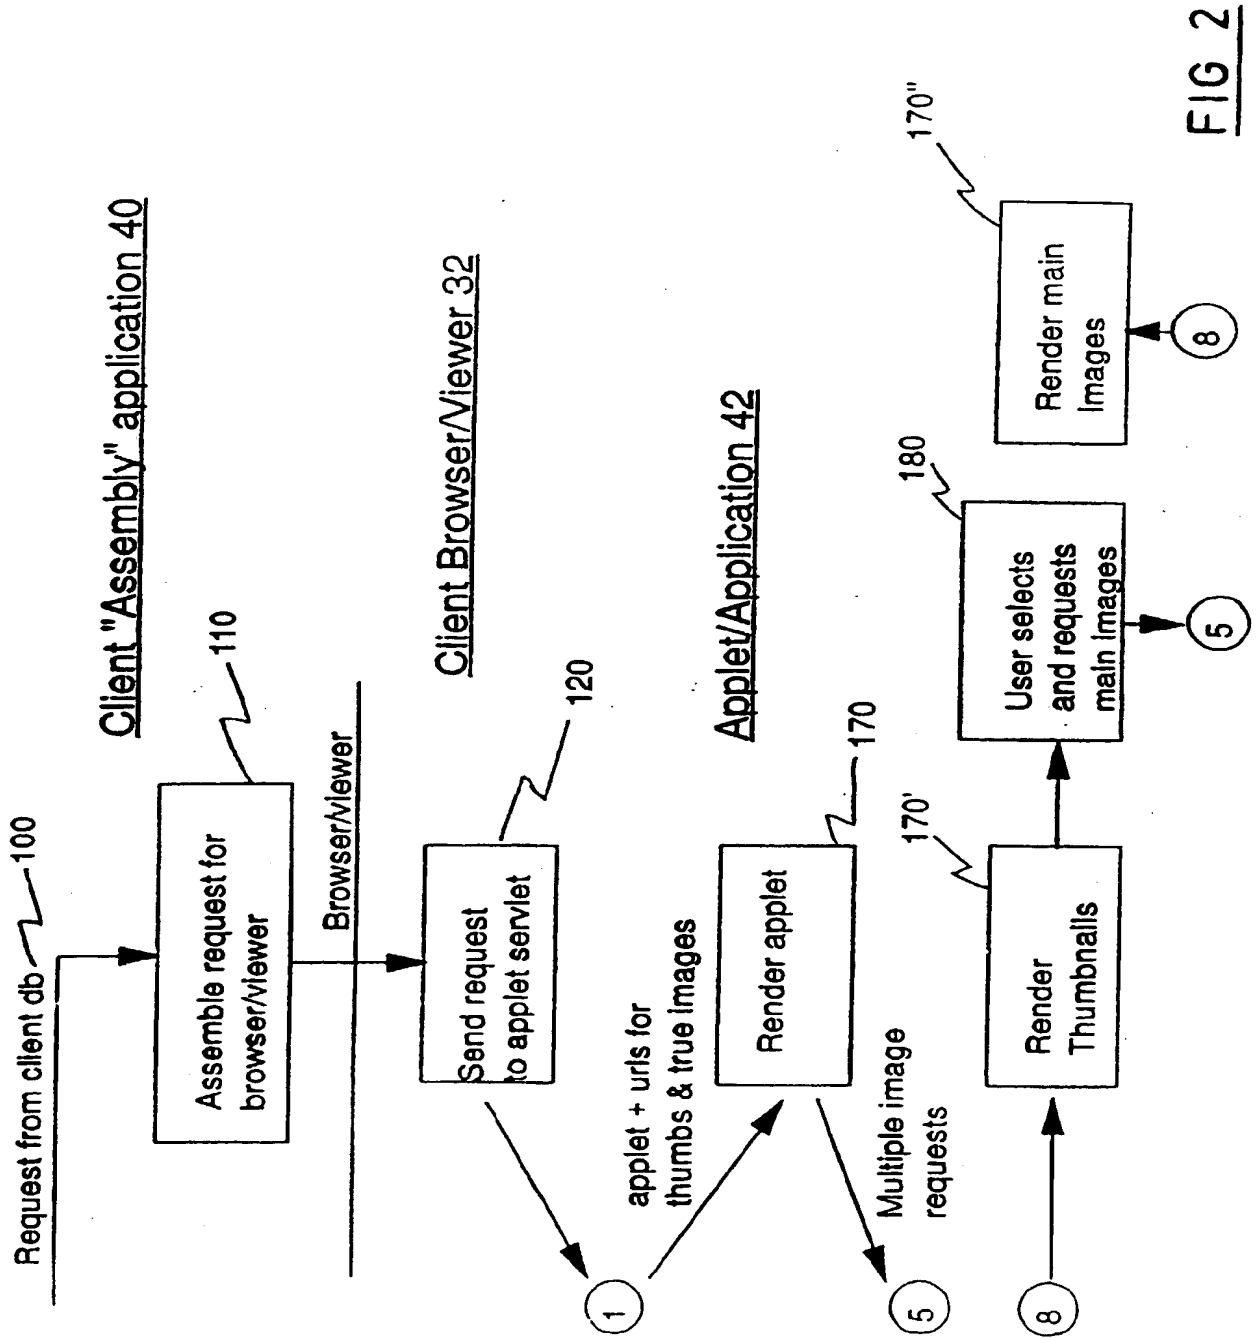 Request from client db
100
Client "Assembly" application 40
Assemble request for
browser/viewer
110
Browser/viewer
Client Browser/Viewer 32
Send request
to applet servlet
120
1
applet + urls for
thumbs & true images
Applet/Application 42
Render applet
170
Multiple image
requests
5
8
Render
Thumbnails
170'
User selects
and requests
main Images
180
5
Render main
Images
170"
8
FIG 2